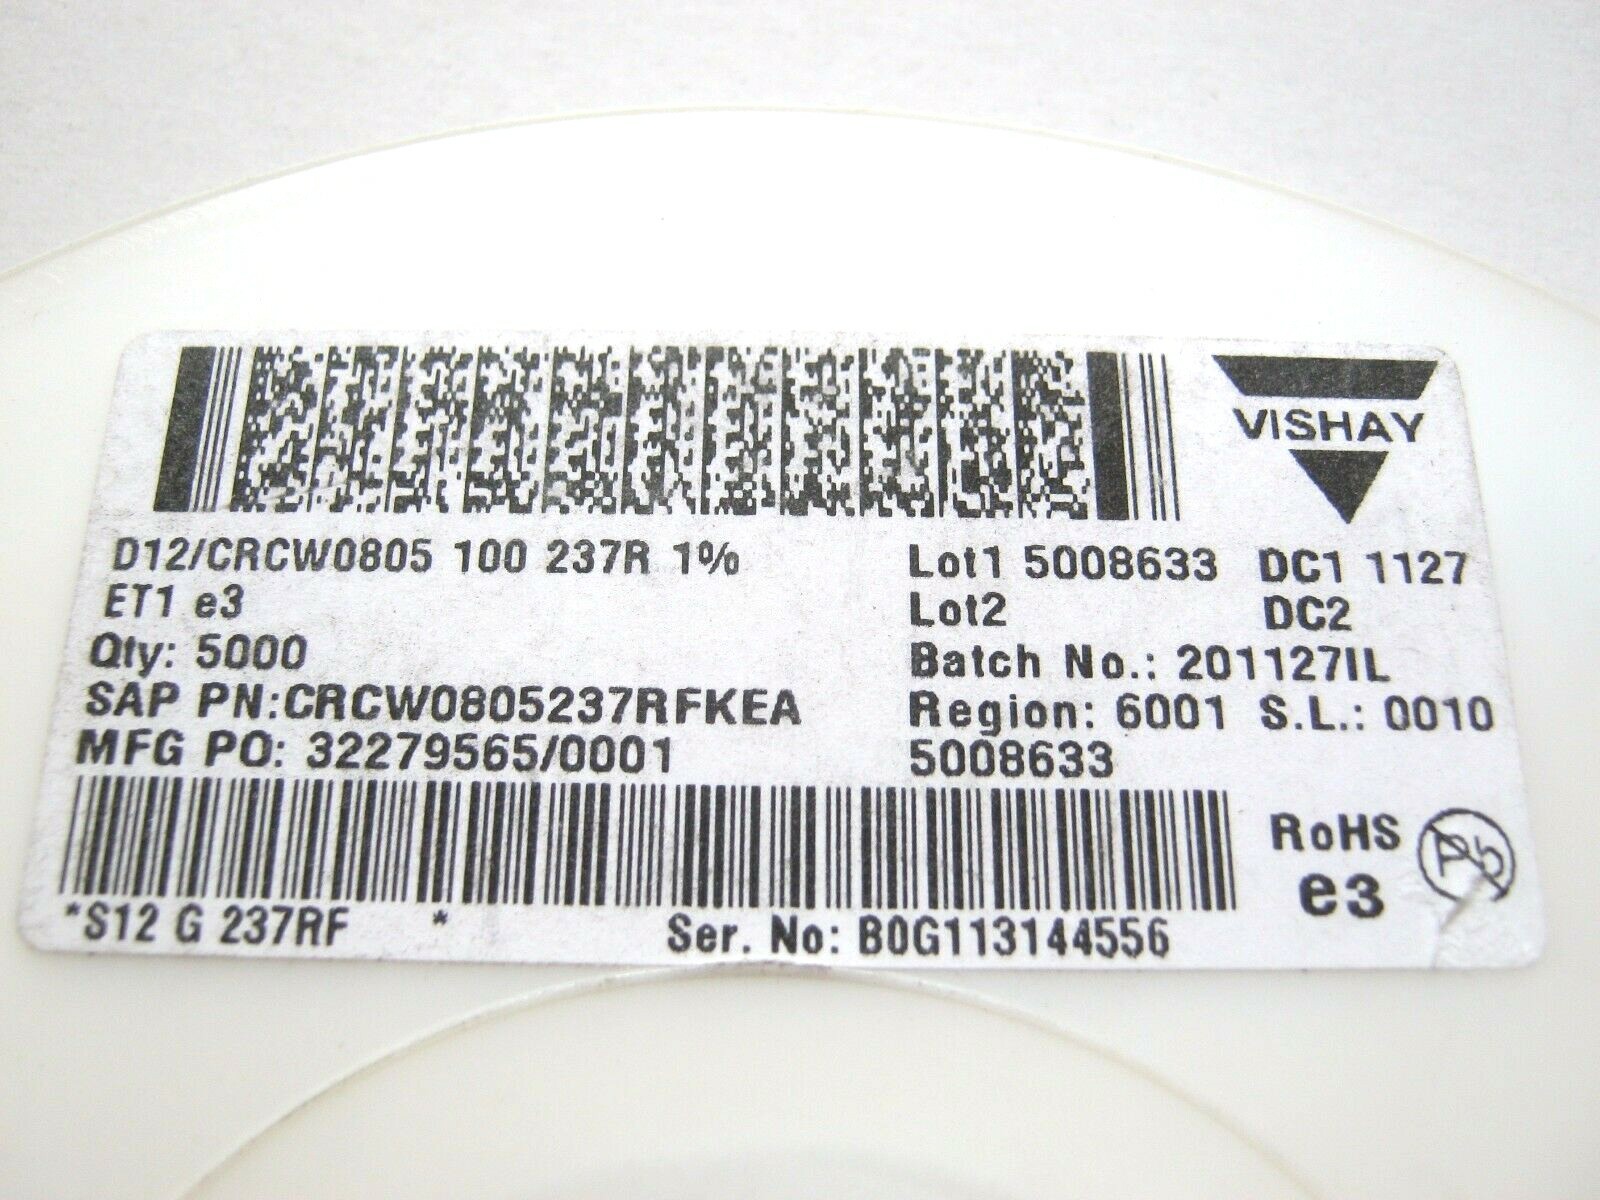 VISHAY
D12/CRCW0805 100 237R 1%
ET1 e3
Qty: 5000
SAP PN:CRCW0805237RFKEA
MFG PO: 32279565/0001
Lot1 5008633 DC1 1127
Lot2 DC2
Batch No.: 201127IL
Region: 6001 S.L.: 0010
5008633
*S12 G 237RF *
Ser. No: B0G113144556
RoHS
e3
Pb